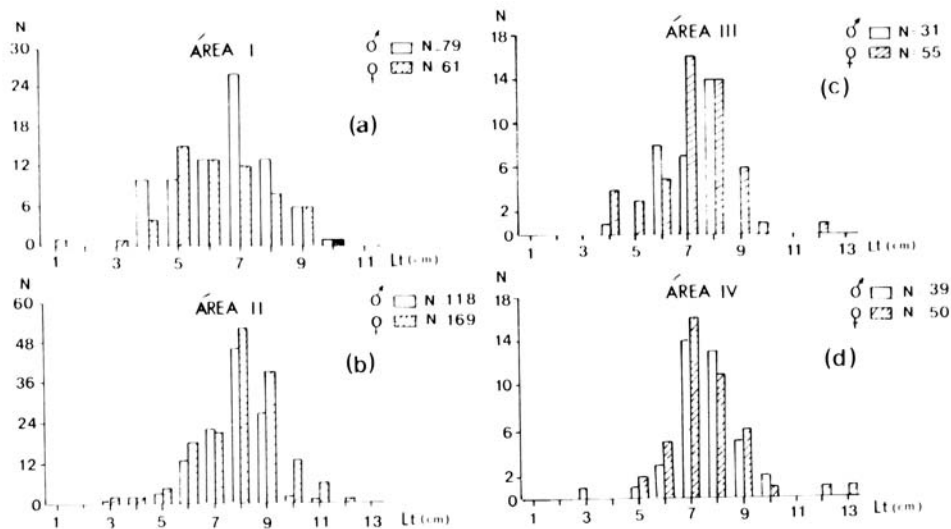 N
ÁREA I
♂ N 79
♀ N 61
(a)
30
24
18
12
6
0
1 3 5 7 9 11 Lt (cm)
N
ÁREA III
♂ N 31
♀ N 55
(c)
18
14
10
6
2
0
1 3 5 7 9 11 13 Lt (cm)
N
ÁREA II
♂ N 118
♀ N 169
(b)
60
48
36
24
12
0
1 3 5 7 9 11 13 Lt (cm)
N
ÁREA IV
♂ N 39
♀ N 50
(d)
18
14
10
6
2
0
1 3 5 7 9 11 13 Lt (cm)